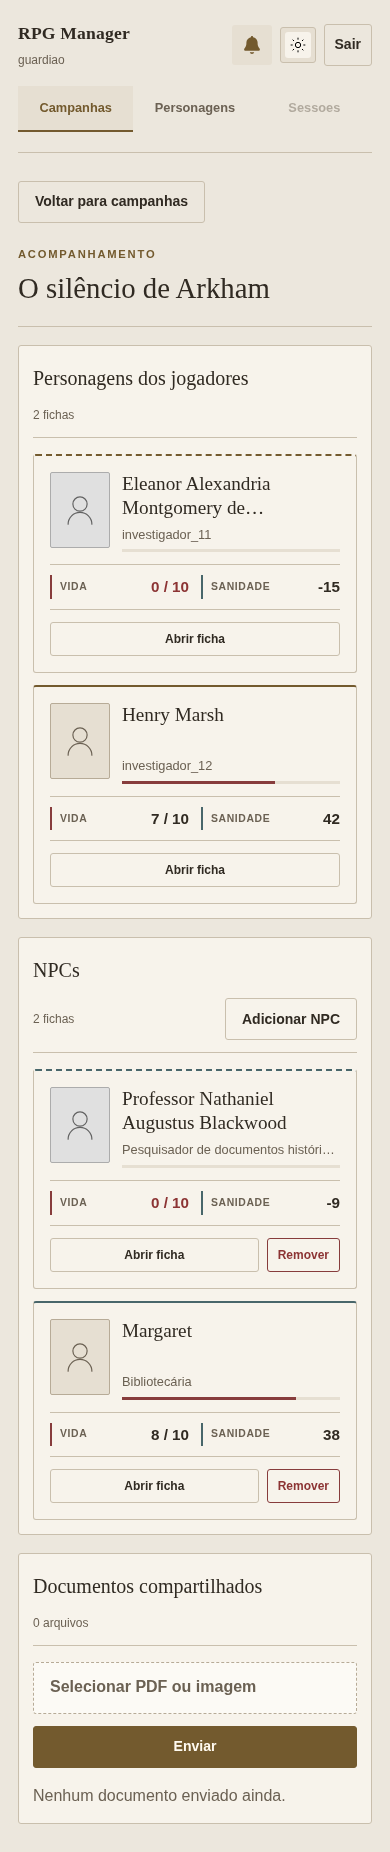 RPG Manager
guardiao
Sair
Campanhas
Personagens
Sessoes
Voltar para campanhas
ACOMPANHAMENTO
O silêncio de Arkham
Personagens dos jogadores
2 fichas
Eleanor Alexandria
Montgomery de…
investigador_11
VIDA 0 / 10 SANIDADE -15
Abrir ficha
Henry Marsh
investigador_12
VIDA 7 / 10 SANIDADE 42
Abrir ficha
NPCs
2 fichas
Adicionar NPC
Professor Nathaniel
Augustus Blackwood
Pesquisador de documentos históri…
VIDA 0 / 10 SANIDADE -9
Abrir ficha
Remover
Margaret
Bibliotecária
VIDA 8 / 10 SANIDADE 38
Abrir ficha
Remover
Documentos compartilhados
0 arquivos
Selecionar PDF ou imagem
Enviar
Nenhum documento enviado ainda.